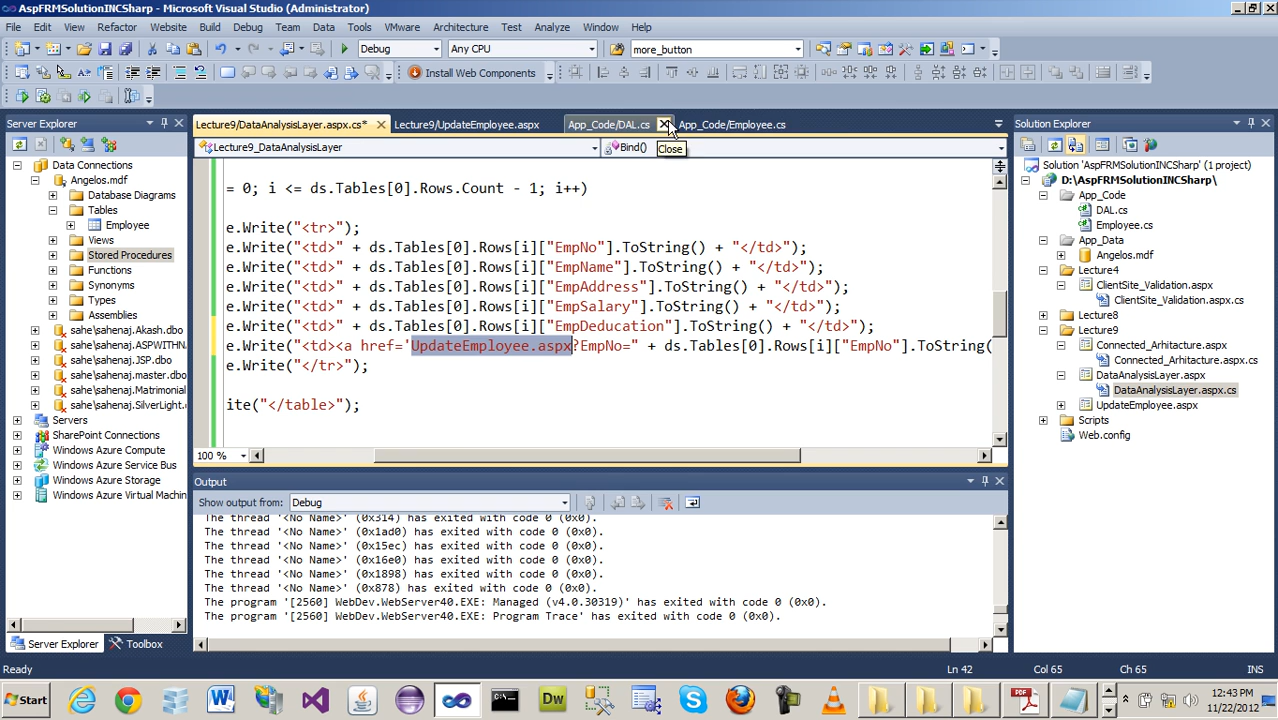 AspFRMSolutionINCSharp - Microsoft Visual Studio (Administrator)
File Edit View Refactor Website Build Debug Team Data Tools VMware Architecture Test Analyze Window Help
Debug Any CPU more_button
Install Web Components
Server Explorer
Lecture9/DataAnalysisLayer.aspx.cs* Lecture9/UpdateEmployee.aspx App_Code/DAL.cs App_Code/Employee.cs
Solution Explorer
Lecture9_DataAnalysisLayer Bind() Close
Data Connections
Angelos.mdf
Database Diagrams
Tables
Employee
Views
Stored Procedures
Functions
Synonyms
Types
Assemblies
sahe\sahenaj.Akash.dbo
sahe\sahenaj.ASPWITHN
sahe\sahenaj.JSP.dbo
sahe\sahenaj.master.dbo
sahe\sahenaj.Matrimonial
sahe\sahenaj.SilverLight.
Servers
SharePoint Connections
Windows Azure Compute
Windows Azure Service Bus
Windows Azure Storage
Windows Azure Virtual Machin
Server Explorer Toolbox
= 0; i <= ds.Tables[0].Rows.Count - 1; i++)
e.Write("<tr>");
e.Write("<td>" + ds.Tables[0].Rows[i]["EmpNo"].ToString() + "</td>");
e.Write("<td>" + ds.Tables[0].Rows[i]["EmpName"].ToString() + "</td>");
e.Write("<td>" + ds.Tables[0].Rows[i]["EmpAddress"].ToString() + "</td>");
e.Write("<td>" + ds.Tables[0].Rows[i]["EmpSalary"].ToString() + "</td>");
e.Write("<td>" + ds.Tables[0].Rows[i]["EmpDeducation"].ToString() + "</td>");
e.Write("<td><a href='UpdateEmployee.aspx?EmpNo=" + ds.Tables[0].Rows[i]["EmpNo"].ToString(
e.Write("</tr>");
ite("</table>");
100 %
Output
Show output from: Debug
The thread '<No Name>' (0x314) has exited with code 0 (0x0).
The thread '<No Name>' (0x1ad0) has exited with code 0 (0x0).
The thread '<No Name>' (0x15ec) has exited with code 0 (0x0).
The thread '<No Name>' (0x16e0) has exited with code 0 (0x0).
The thread '<No Name>' (0x1898) has exited with code 0 (0x0).
The thread '<No Name>' (0x878) has exited with code 0 (0x0).
The program '[2560] WebDev.WebServer40.EXE: Managed (v4.0.30319)' has exited with code 0 (0x0).
The program '[2560] WebDev.WebServer40.EXE: Program Trace' has exited with code 0 (0x0).
Solution 'AspFRMSolutionINCSharp' (1 project)
D:\AspFRMSolutionINCSharp\
App_Code
DAL.cs
Employee.cs
App_Data
Angelos.mdf
Lecture4
ClientSite_Validation.aspx
ClientSite_Validation.aspx.cs
Lecture8
Lecture9
Connected_Arhitacture.aspx
Connected_Arhitacture.aspx.cs
DataAnalysisLayer.aspx
DataAnalysisLayer.aspx.cs
UpdateEmployee.aspx
Scripts
Web.config
Ready Ln 42 Col 65 Ch 65 INS
Start
12:43 PM
11/22/2012